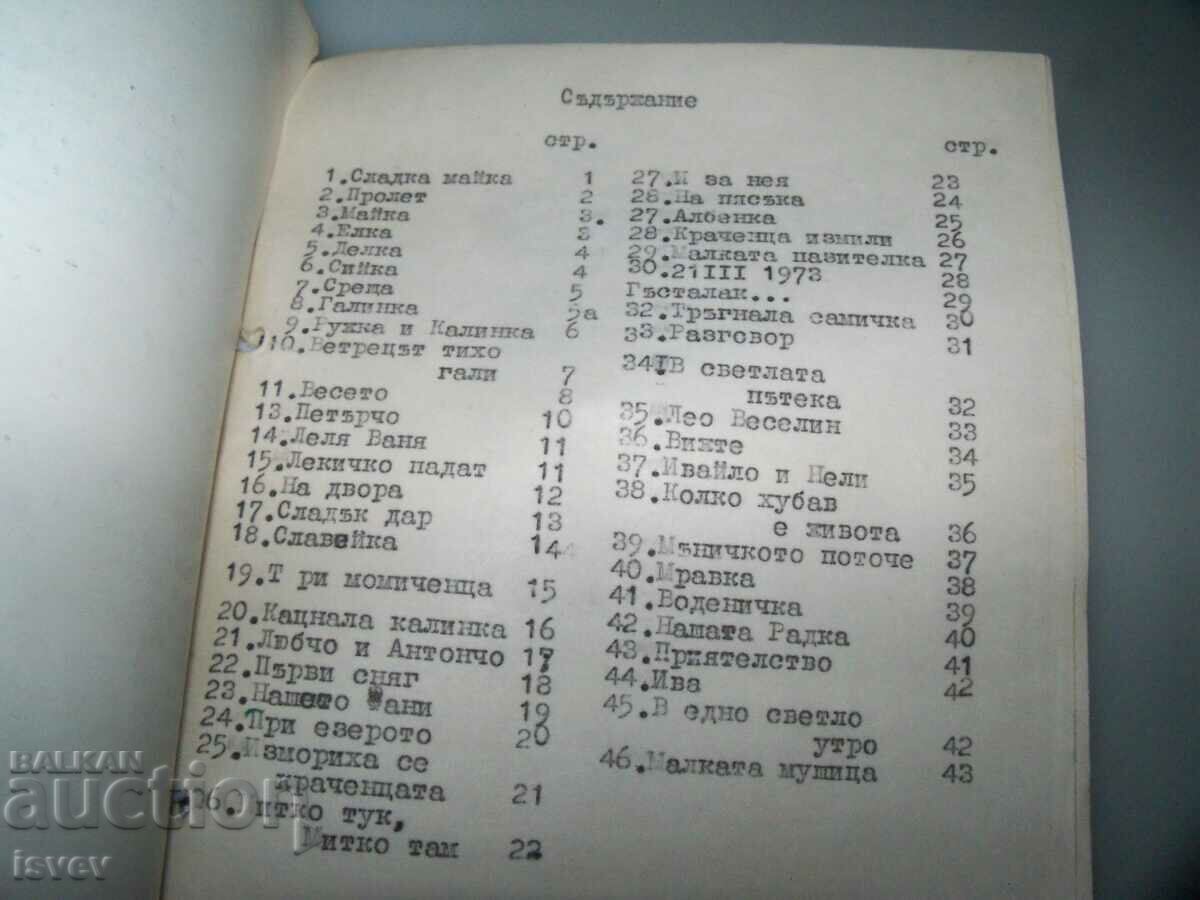 Съдържание
стр.
1.Сладка майка 1
2.Пролет 2
3.Майка 3.
4.Елка 3
5.Делка 4
6.Сийка 4
7.Среща 5
8.Галинка 5а
9.Ружка и Калинка 6
10.Ветрецът тихо
гали 7
11.Весето 8
13.Петърчо 10
14.Леля Ваня 11
15.Лекичко падат 11
16.На двора 12
17.Сладък дар 13
18.Славейка 14
19.Т ри момиченца 15
20.Кацнала калинка 16
21.Любчо и Антончо 17
22.Първи сняг 18
23.Нашето Фани 19
24.При езерото 20
25.Измориха се
краченцата 21
26. итко тук,
Митко там 22
стр.
27.И за нея 23
28.На пясъка 24
27.Албенка 25
28.Краченца измили 26
29.Малката пазителка 27
30.21III 1973 28
Гъсталак... 29
32.Тръгнала самичка 30
33.Разговор 31
34.В светлата
пътека 32
35.Лео Веселин 33
36.Вижте 34
37.Ивайло и Нели 35
38.Колко хубав
е живота 36
39.Мъничкото поточе 37
40.Мравка 38
41.Воденичка 39
42.Нашата Радка 40
43.Приятелство 41
44.Ива 42
45.В едно светло
утро 42
46.Малката мушица 43
BALKAN
auction
isvev